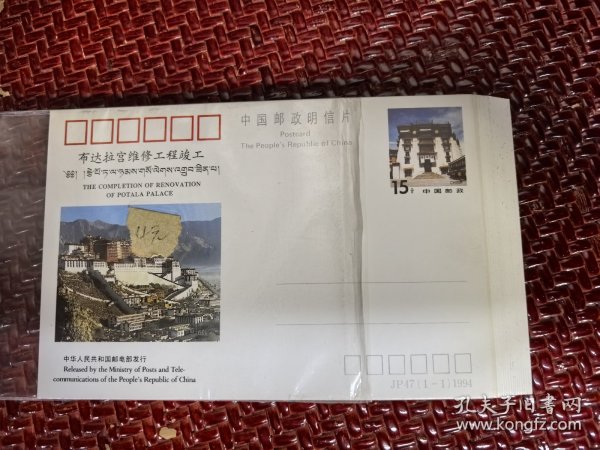 中国邮政明信片
Postcard
The People's Republic of China
布达拉宫维修工程竣工
THE COMPLETION OF RENOVATION
OF POTALA PALACE
15分 中国邮政
中华人民共和国邮电部发行
Released by the Ministry of Posts and Tele-
communications of the People's Republic of China
JP47(1-1)1994
孔夫子旧书网
www.kongfz.com